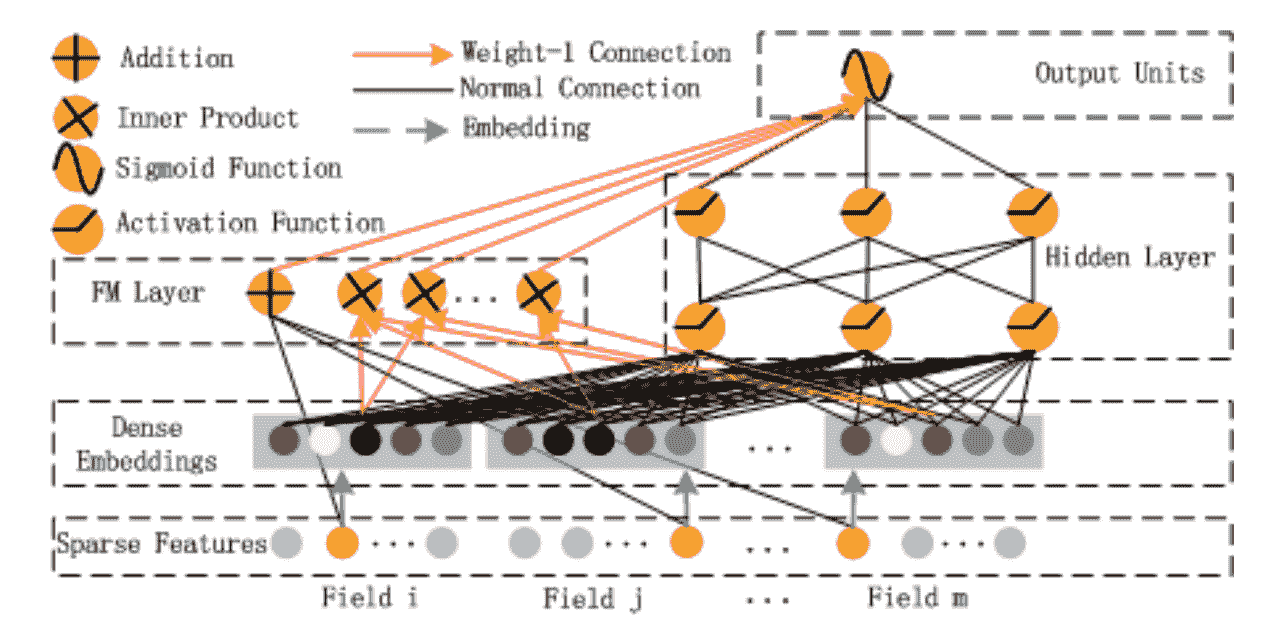 Addition
Weight-1 Connection
Normal Connection
Output Units
Inner Product
Embedding
Sigmoid Function
Activation Function
Hidden Layer
FM Layer
...
Dense
Embeddings
...
Sparse Features
...
...
...
...
Field i
Field j
...
Field m